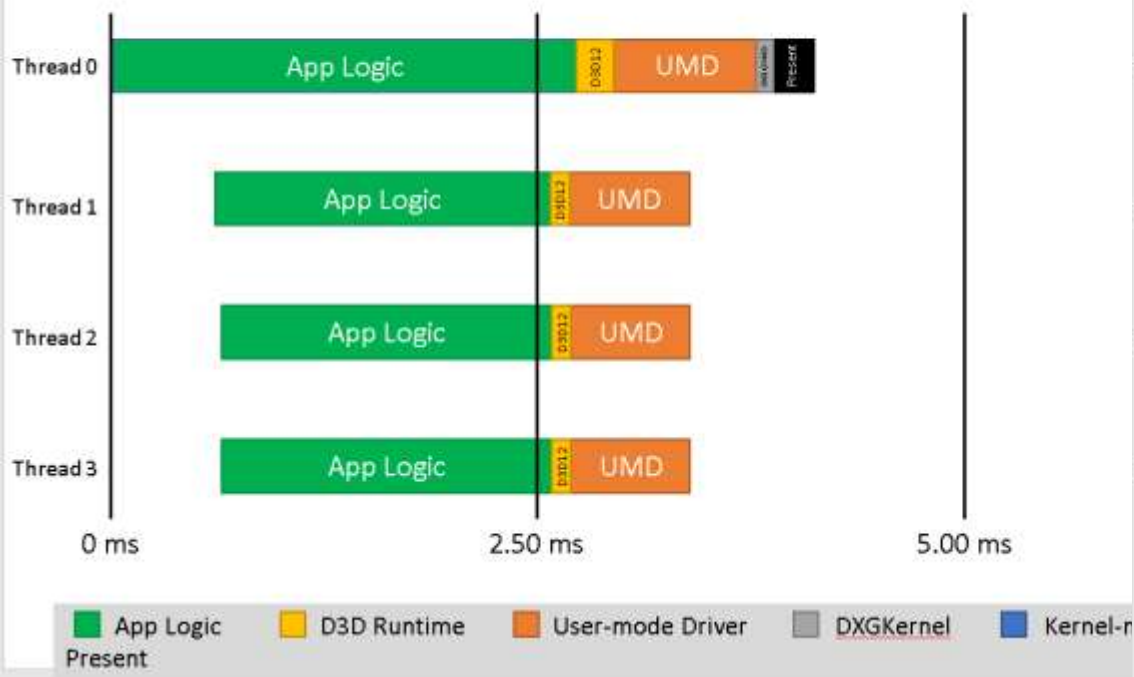 Thread 0 App Logic D3D12 UMD Present
Thread 1 App Logic D3D12 UMD
Thread 2 App Logic D3D12 UMD
Thread 3 App Logic D3D12 UMD
0 ms 2.50 ms 5.00 ms
App Logic D3D Runtime User-mode Driver DXGKernel Kernel-
Present